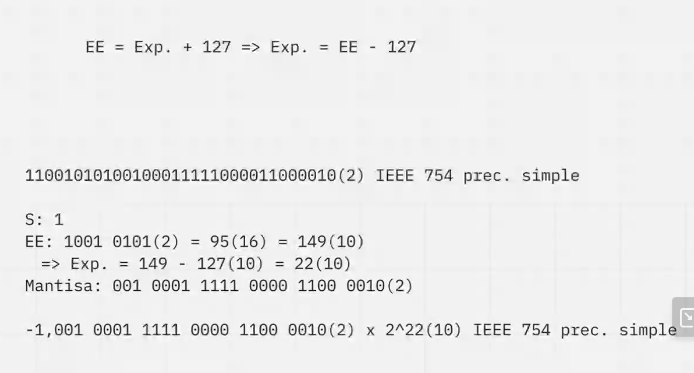 EE = Exp. + 127 => Exp. = EE - 127
11001010100100011111000011000010(2) IEEE 754 prec. simple
S: 1
EE: 1001 0101(2) = 95(16) = 149(10)
=> Exp. = 149 - 127(10) = 22(10)
Mantisa: 001 0001 1111 0000 1100 0010(2)
-1,001 0001 1111 0000 1100 0010(2) x 2^22(10) IEEE 754 prec. simple